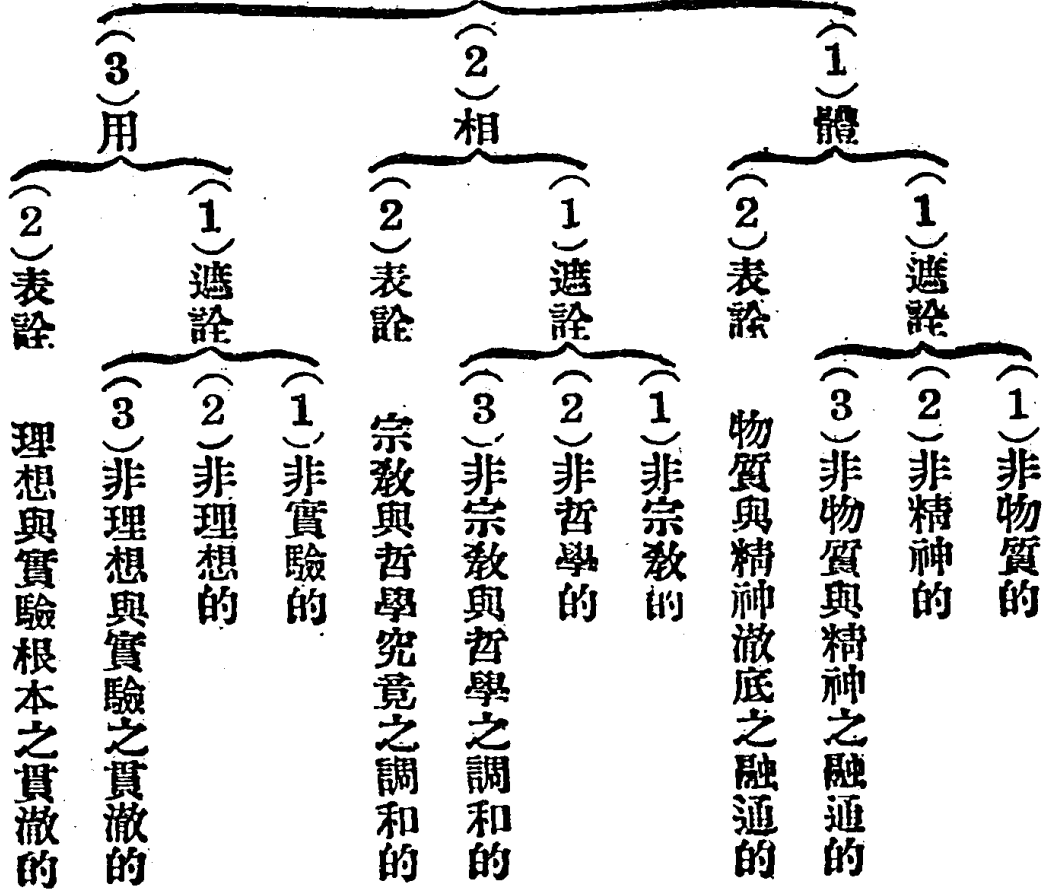 (1)體
(1)遮詮
(1)非物質的
(2)非精神的
(3)非物質與精神之融通的
(2)表詮 物質與精神澈底之融通的
(2)相
(1)遮詮
(1)非宗敎的
(2)非哲學的
(3)非宗敎與哲學之調和的
(2)表詮 宗敎與哲學究竟之調和的
(3)用
(1)遮詮
(1)非實驗的
(2)非理想的
(3)非理想與實驗之貫澈的
(2)表詮 理想與實驗根本之貫澈的